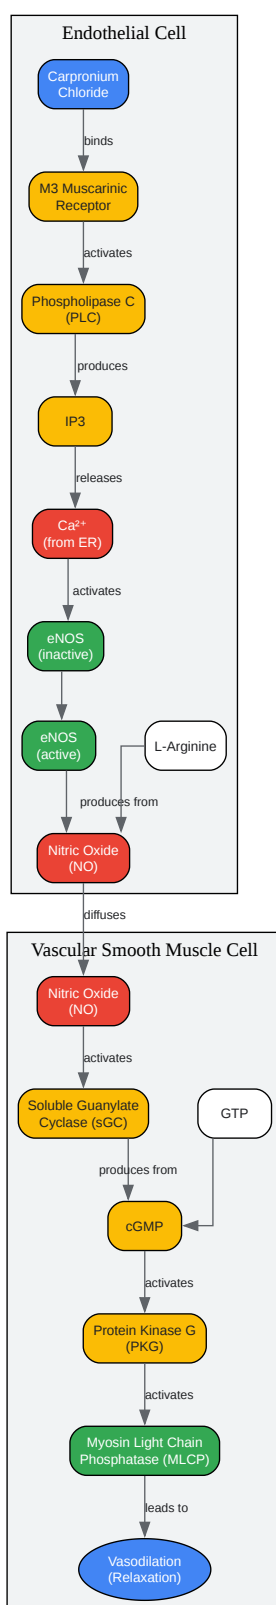 Endothelial Cell
Carpronium
Chloride
binds
M3 Muscarinic
Receptor
activates
Phospholipase C
(PLC)
produces
IP3
releases
Ca²⁺
(from ER)
activates
eNOS
(inactive)
eNOS
(active)
L-Arginine
produces from
Nitric Oxide
(NO)
diffuses
Vascular Smooth Muscle Cell
Nitric Oxide
(NO)
activates
Soluble Guanylate
Cyclase (sGC)
GTP
produces from
cGMP
activates
Protein Kinase G
(PKG)
activates
Myosin Light Chain
Phosphatase (MLCP)
leads to
Vasodilation
(Relaxation)